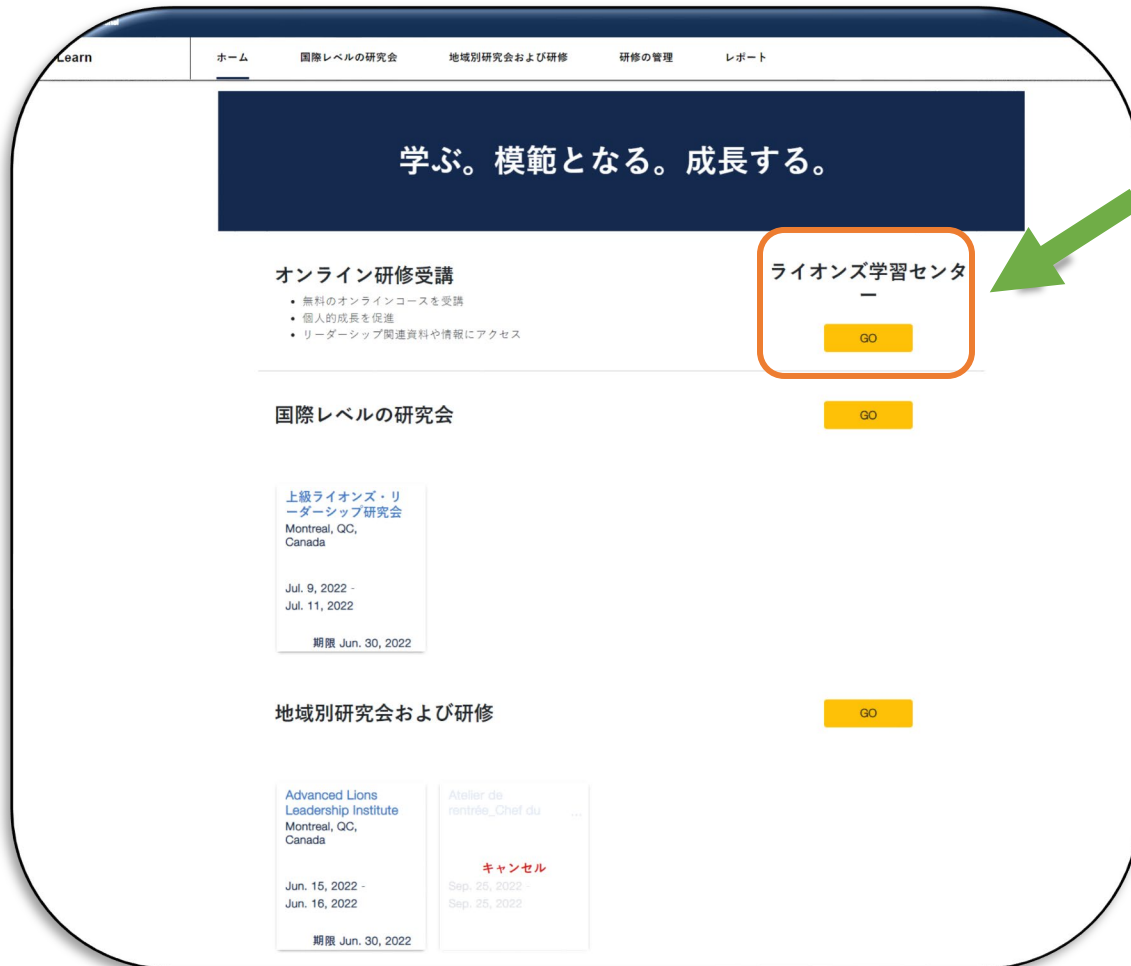 Learn
ホーム 国際レベルの研究会 地域別研究会および研修 研修の管理 レポート
学ぶ。模範となる。成長する。
オンライン研修受講
• 無料のオンラインコースを受講
• 個人的成長を促進
• リーダーシップ関連資料や情報にアクセス
ライオンズ学習センタ
ー
GO
国際レベルの研究会
GO
上級ライオンズ・リ
ーダーシップ研究会
Montreal, QC,
Canada
Jul. 9, 2022 -
Jul. 11, 2022
期限 Jun. 30, 2022
地域別研究会および研修
GO
Advanced Lions
Leadership Institute
Montreal, QC,
Canada
Jun. 15, 2022 -
Jun. 16, 2022
期限 Jun. 30, 2022
Atelier de
rentrée_Chef du ...
キャンセル
Sep. 25, 2022 -
Sep. 25, 2022